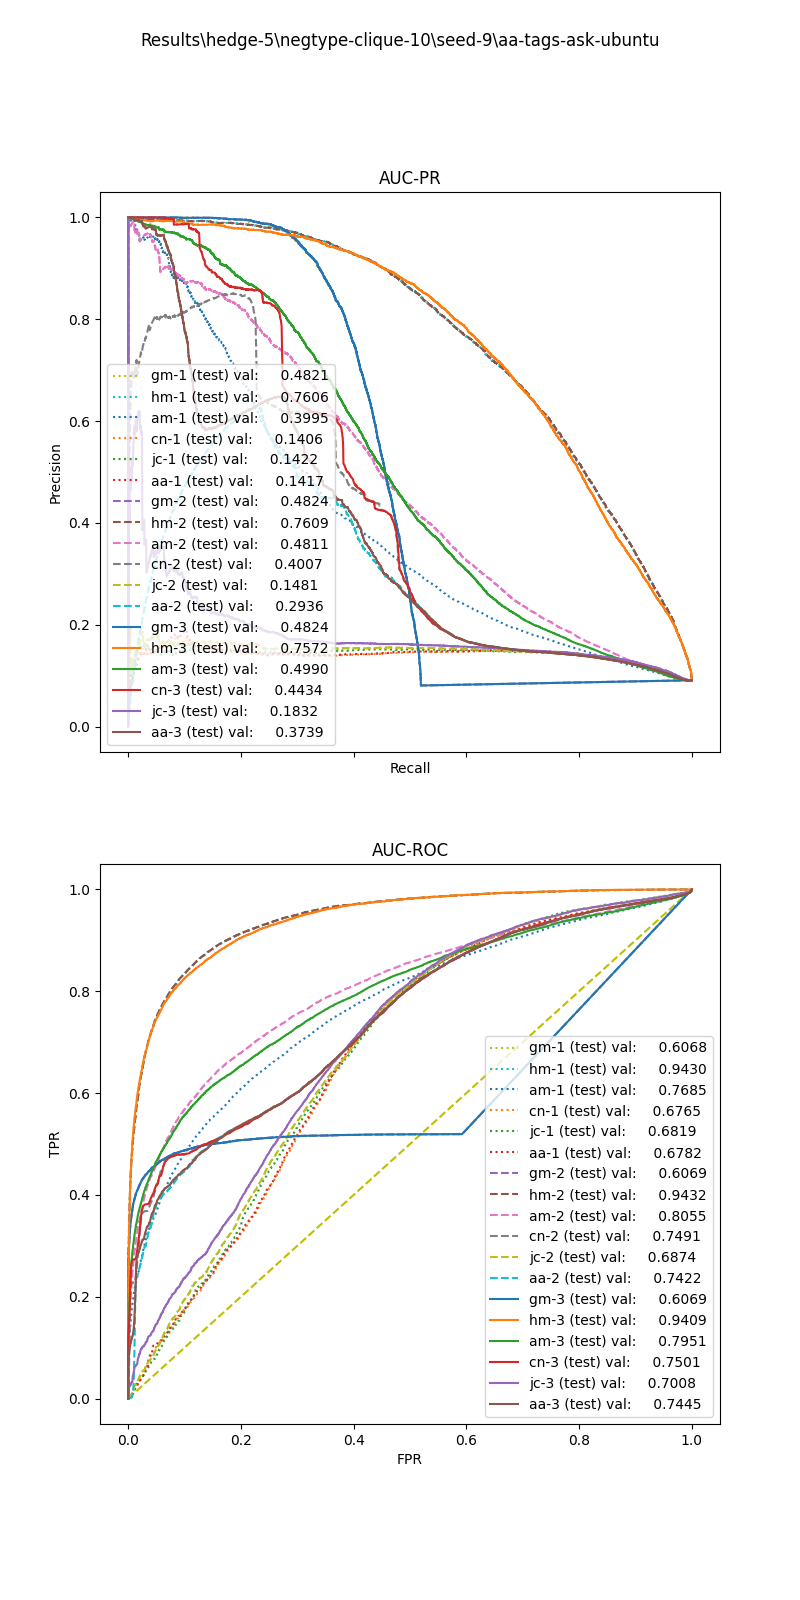 Results\hedge-5\negtype-clique-10\seed-9\aa-tags-ask-ubuntu
AUC-PR
1.0
0.8
0.6
0.4
0.2
0.0
Precision
gm-1 (test) val: 0.4821
hm-1 (test) val: 0.7606
am-1 (test) val: 0.3995
cn-1 (test) val: 0.1406
jc-1 (test) val: 0.1422
aa-1 (test) val: 0.1417
gm-2 (test) val: 0.4824
hm-2 (test) val: 0.7609
am-2 (test) val: 0.4811
cn-2 (test) val: 0.4007
jc-2 (test) val: 0.1481
aa-2 (test) val: 0.2936
gm-3 (test) val: 0.4824
hm-3 (test) val: 0.7572
am-3 (test) val: 0.4990
cn-3 (test) val: 0.4434
jc-3 (test) val: 0.1832
aa-3 (test) val: 0.3739
Recall
AUC-ROC
1.0
0.8
0.6
0.4
0.2
0.0
TPR
gm-1 (test) val: 0.6068
hm-1 (test) val: 0.9430
am-1 (test) val: 0.7685
cn-1 (test) val: 0.6765
jc-1 (test) val: 0.6819
aa-1 (test) val: 0.6782
gm-2 (test) val: 0.6069
hm-2 (test) val: 0.9432
am-2 (test) val: 0.8055
cn-2 (test) val: 0.7491
jc-2 (test) val: 0.6874
aa-2 (test) val: 0.7422
gm-3 (test) val: 0.6069
hm-3 (test) val: 0.9409
am-3 (test) val: 0.7951
cn-3 (test) val: 0.7501
jc-3 (test) val: 0.7008
aa-3 (test) val: 0.7445
0.0 0.2 0.4 0.6 0.8 1.0
FPR